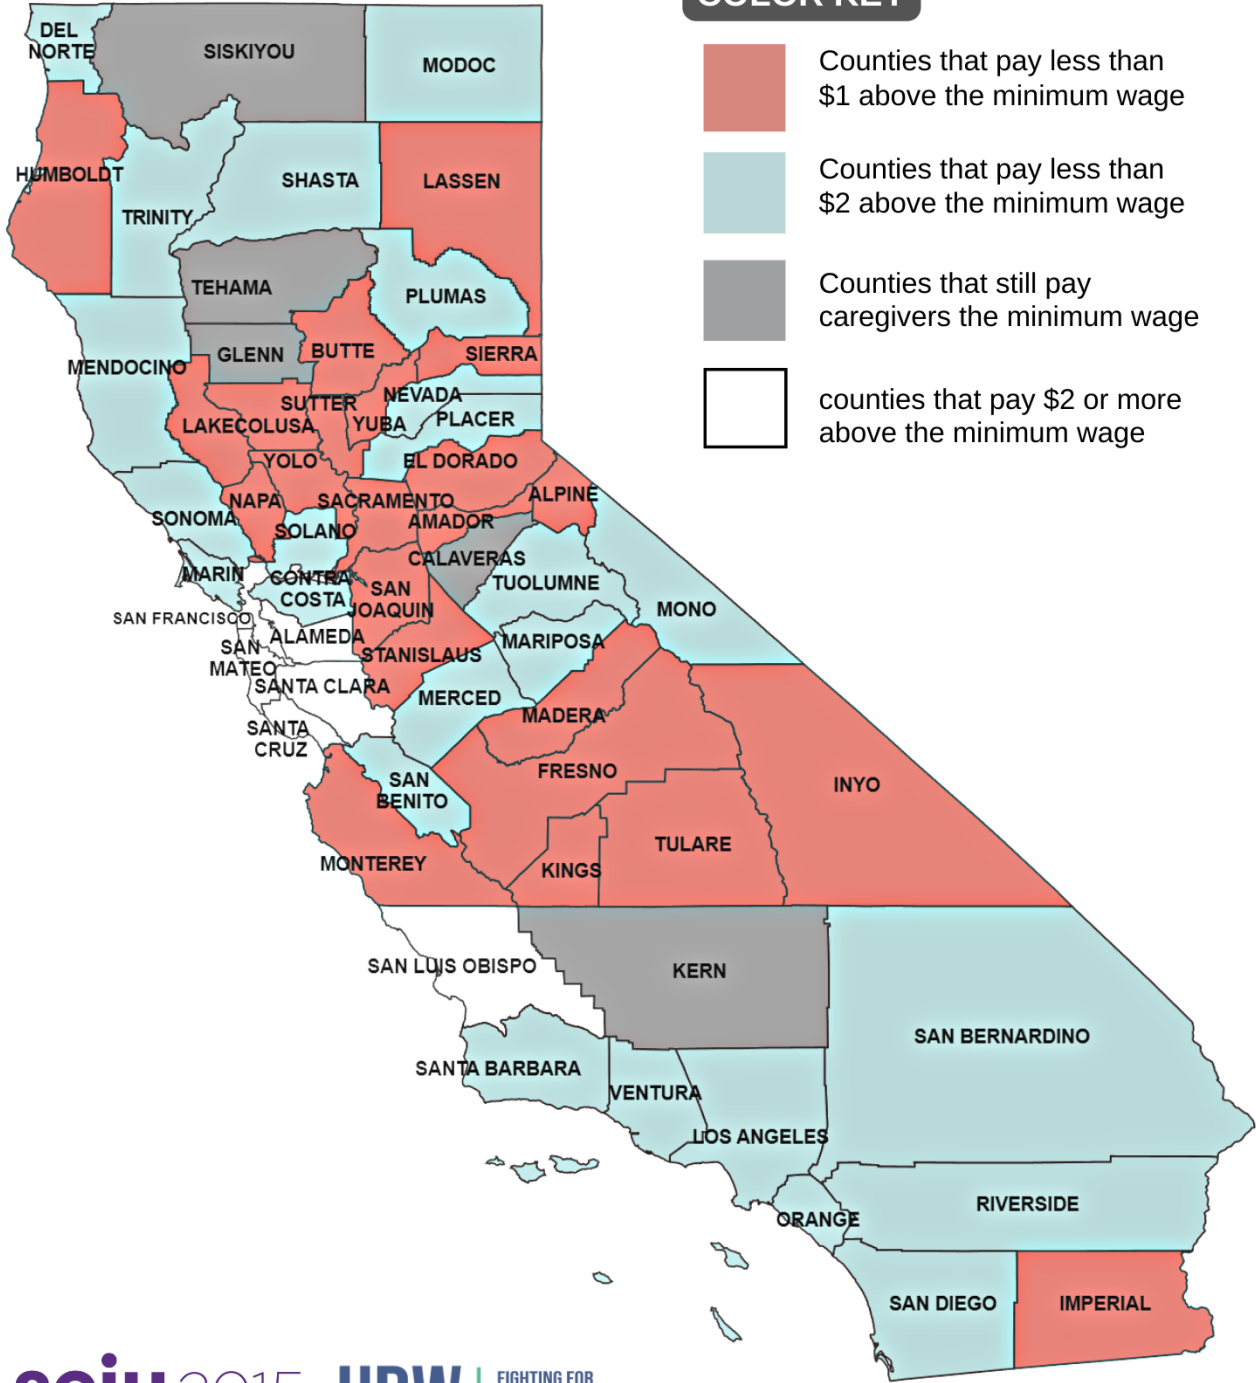 COLOR KEY
Counties that pay less than
$1 above the minimum wage
Counties that pay less than
$2 above the minimum wage
Counties that still pay
caregivers the minimum wage
counties that pay $2 or more
above the minimum wage
DEL
NORTE
SISKIYOU
MODOC
HUMBOLDT
TRINITY
SHASTA
LASSEN
TEHAMA
PLUMAS
MENDOCINO
GLENN
BUTTE
SIERRA
LAKE
COLUSA
SUTTER
YUBA
NEVADA
PLACER
YOLO
EL DORADO
NAPA
SACRAMENTO
ALPINE
SONOMA
SOLANO
AMADOR
CALAVERAS
MARIN
CONTRA
COSTA
SAN
JOAQUIN
TUOLUMNE
MONO
SAN FRANCISCO
ALAMEDA
STANISLAUS
MARIPOSA
SAN
MATEO
SANTA CLARA
MERCED
SANTA
CRUZ
MADERA
SAN
BENITO
FRESNO
INYO
MONTEREY
KINGS
TULARE
SAN LUIS OBISPO
KERN
SAN BERNARDINO
SANTA BARBARA
VENTURA
LOS ANGELES
ORANGE
RIVERSIDE
SAN DIEGO
IMPERIAL
seiu 2015
UDW
FIGHTING FOR